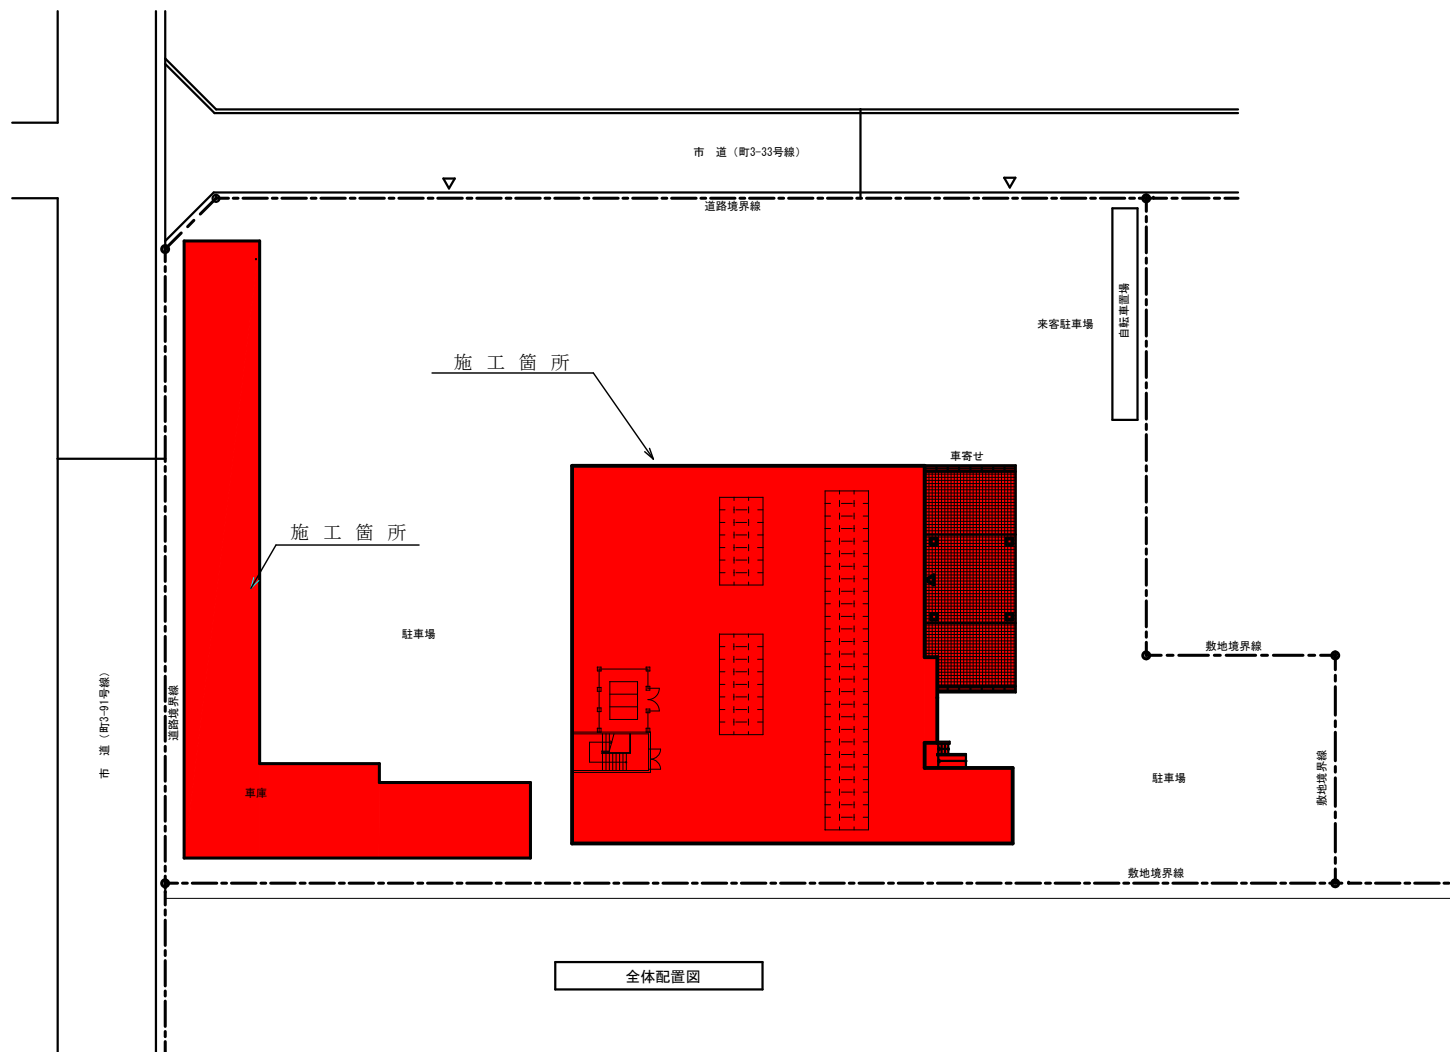 市　道（町3-33号線）
道路境界線
自転車置場
来客駐車場
施 工 箇 所
車寄せ
施 工 箇 所
駐車場
敷地境界線
市　道（町3-91号線）
道路境界線
敷地境界線
駐車場
車庫
敷地境界線
全体配置図